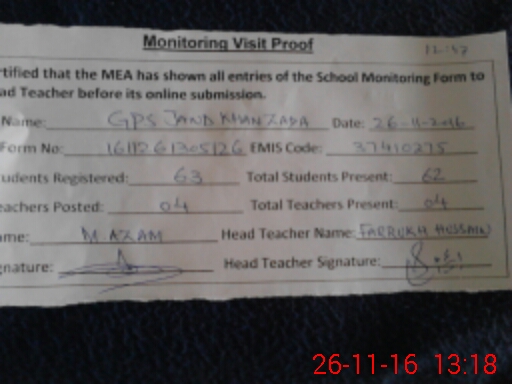 Monitoring Visit Proof
12:57
rtified that the MEA has shown all entries of the School Monitoring Form to
ad Teacher before its online submission.
Name: GPS JAND KHANZADA Date: 26-11-2016
Form No: 1611261305126 EMIS Code: 37410275
udents Registered: 63 Total Students Present: 62
eachers Posted: 04 Total Teachers Present: 04
ame: M AZAM Head Teacher Name: FARRUKH HUSSAIN
gnature: Head Teacher Signature:
26-11-16 13:18